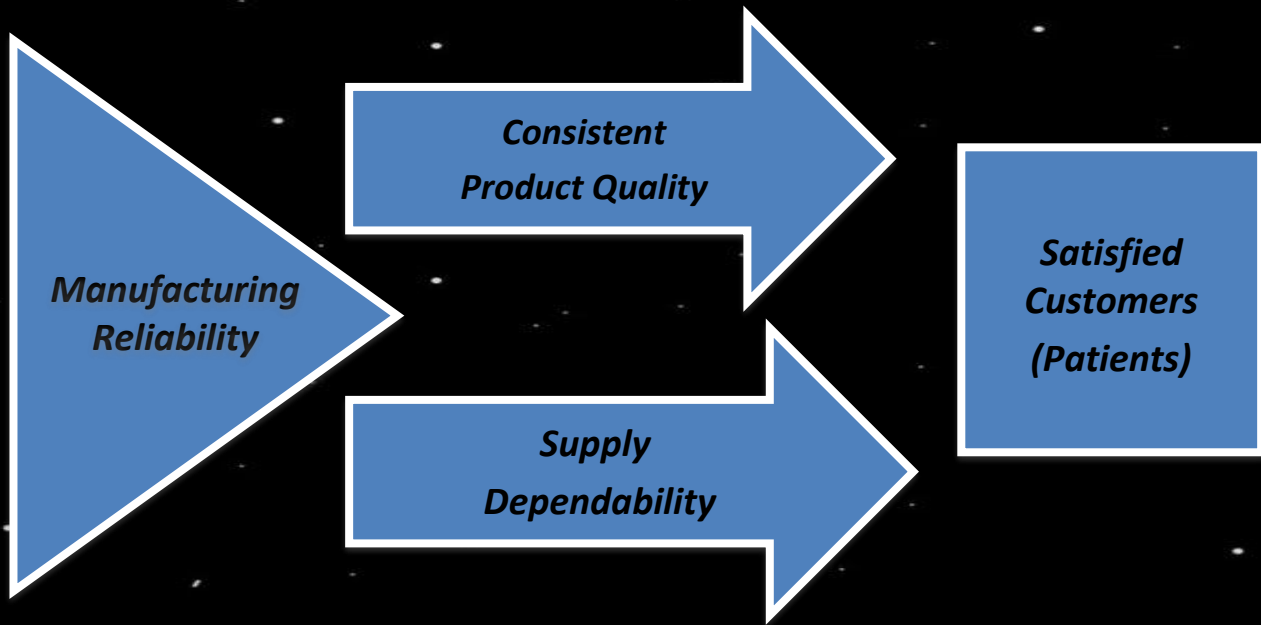 Manufacturing
Reliability
Consistent
Product Quality
Supply
Dependability
Satisfied
Customers
(Patients)